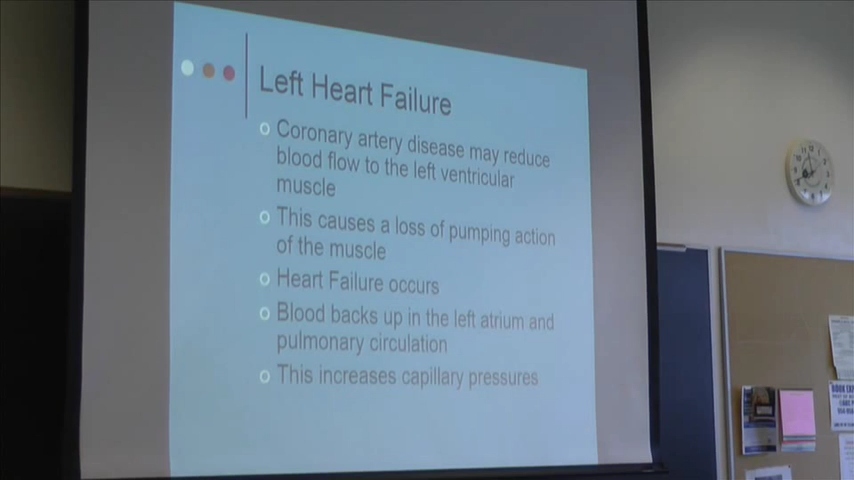 Left Heart Failure
Coronary artery disease may reduce
blood flow to the left ventricular
muscle
This causes a loss of pumping action
of the muscle
Heart Failure occurs
Blood backs up in the left atrium and
pulmonary circulation
This increases capillary pressures